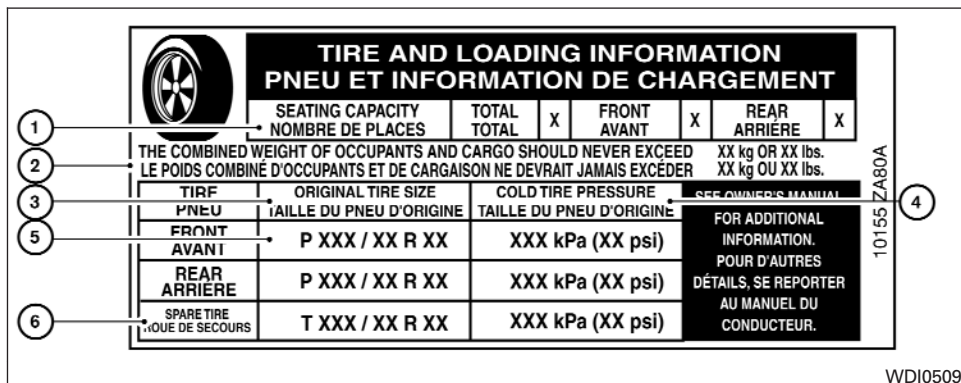 TIRE AND LOADING INFORMATION
PNEU ET INFORMATION DE CHARGEMENT
1
SEATING CAPACITY
NOMBRE DE PLACES
TOTAL
TOTAL
X
FRONT
AVANT
X
REAR
ARRIÉRE
X
2
THE COMBINED WEIGHT OF OCCUPANTS AND CARGO SHOULD NEVER EXCEED XX kg OR XX lbs.
LE POIDS COMBINÉ D'OCCUPANTS ET DE CARGAISON NE DEVRAIT JAMAIS EXCÉDER XX kg OU XX lbs.
3
TIRE
PNEU
ORIGINAL TIRE SIZE
TAILLE DU PNEU D'ORIGINE
COLD TIRE PRESSURE
TAILLE DU PNEU D'ORIGINE
4
5
FRONT
AVANT
P XXX / XX R XX
XXX kPa (XX psi)
REAR
ARRIÈRE
P XXX / XX R XX
XXX kPa (XX psi)
6
SPARE TIRE
ROUE DE SECOURS
T XXX / XX R XX
XXX kPa (XX psi)
SEE OWNER'S MANUAL
FOR ADDITIONAL
INFORMATION.
POUR D'AUTRES
DÉTAILS, SE REPORTER
AU MANUEL DU
CONDUCTEUR.
10155 ZA80A
WDI0509